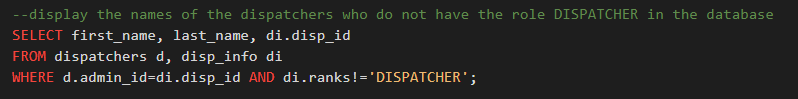 --display the names of the dispatchers who do not have the role DISPATCHER in the database
SELECT first_name, last_name, di.disp_id
FROM dispatchers d, disp_info di
WHERE d.admin_id=di.disp_id AND di.ranks!='DISPATCHER';